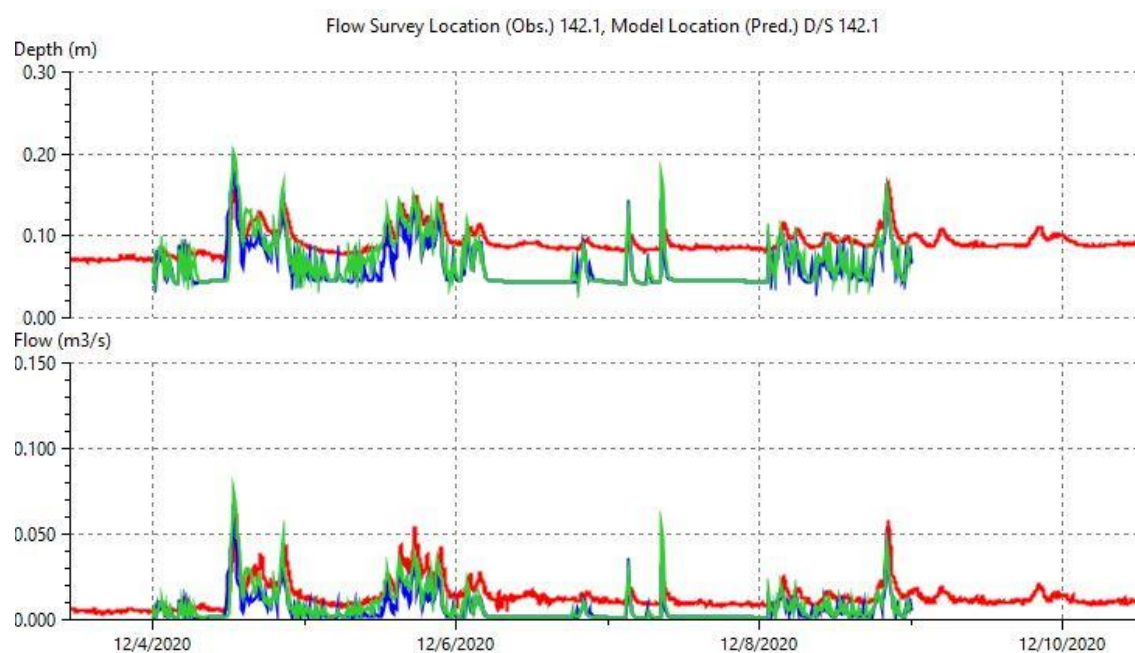 Flow Survey Location (Obs.) 142.1, Model Location (Pred.) D/S 142.1
Depth (m)
0.30
0.20
0.10
0.00
Flow (m3/s)
0.150
0.100
0.050
0.000
12/4/2020 12/6/2020 12/8/2020 12/10/2020